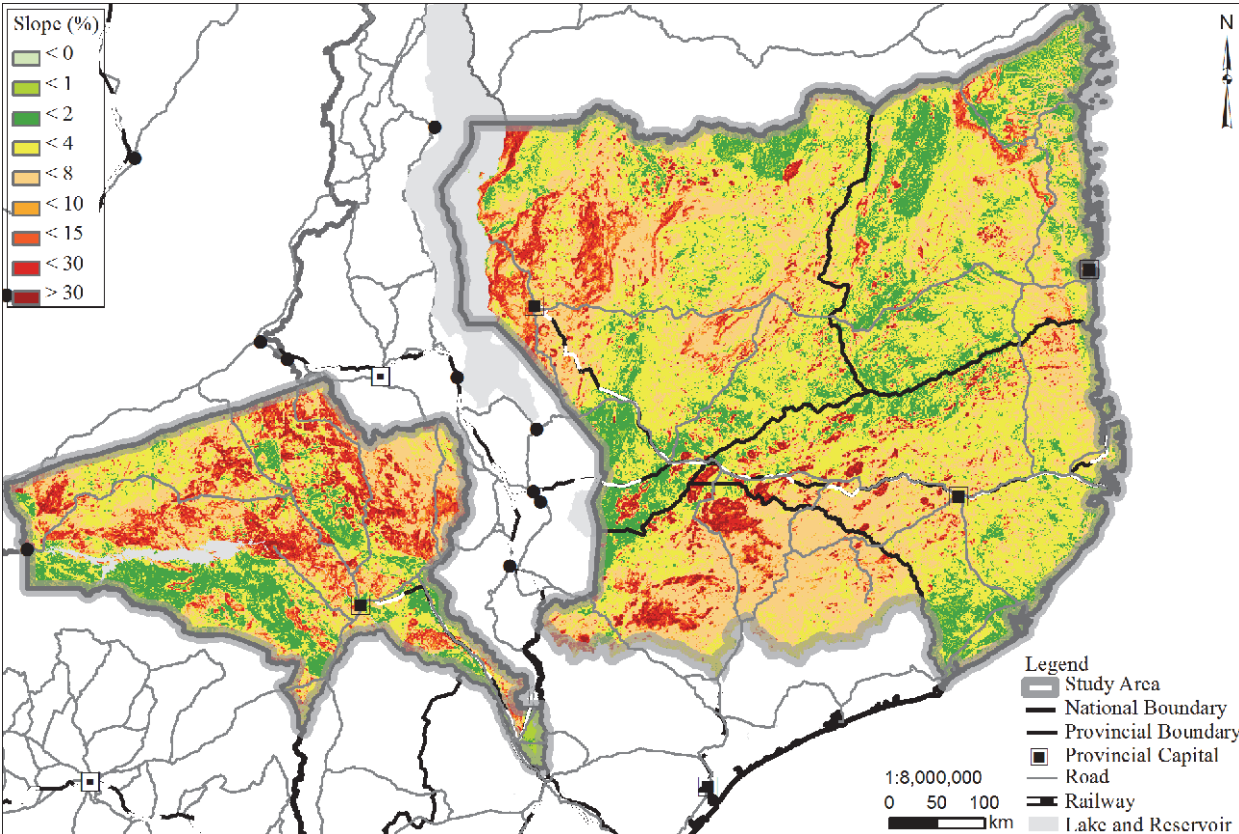 Slope (%)
< 0
< 1
< 2
< 4
< 8
< 10
< 15
< 30
> 30
N
Legend
Study Area
National Boundary
Provincial Boundary
Provincial Capital
Road
Railway
Lake and Reservoir
1:8,000,000
0 50 100
km